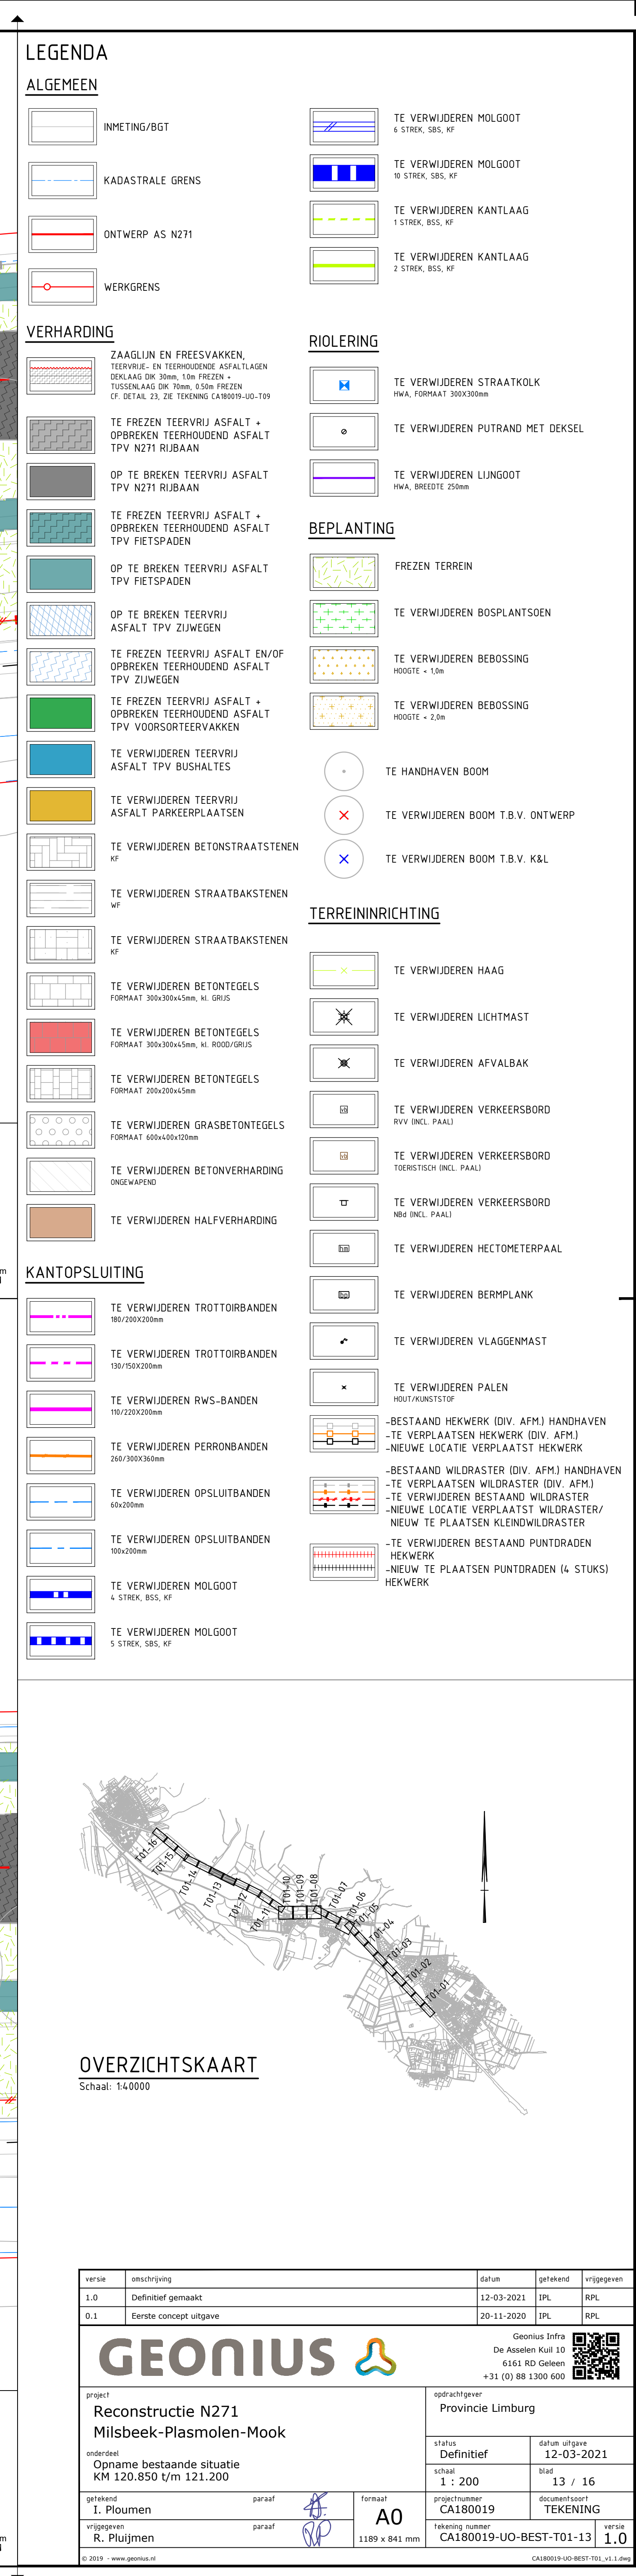 LEGENDA
ALGEMEEN
INMETING/BGT
KADASTRALE GRENS
ONTWERP AS N271
WERKGRENS
VERHARDING
ZAAGLIJN EN FREESVAKKEN,
TEERVRIJE- EN TEERHOUDENDE ASFALTLAGEN
DEKLAAG DIK 30mm, 1.0m FREZEN +
TUSSENLAAG DIK 70mm, 0.50m FREZEN
CF. DETAIL 23, ZIE TEKENING CA180019-UO-T09
TE FREZEN TEERVRIJ ASFALT +
OPBREKEN TEERHOUDEND ASFALT
TPV N271 RIJBAAN
OP TE BREKEN TEERVRIJ ASFALT
TPV N271 RIJBAAN
TE FREZEN TEERVRIJ ASFALT +
OPBREKEN TEERHOUDEND ASFALT
TPV FIETSPADEN
OP TE BREKEN TEERVRIJ ASFALT
TPV FIETSPADEN
OP TE BREKEN TEERVRIJ
ASFALT TPV ZIJWEGEN
TE FREZEN TEERVRIJ ASFALT EN/OF
OPBREKEN TEERHOUDEND ASFALT
TPV ZIJWEGEN
TE FREZEN TEERVRIJ ASFALT +
OPBREKEN TEERHOUDEND ASFALT
TPV VOORSORTEERVAKKEN
TE VERWIJDEREN TEERVRIJ
ASFALT TPV BUSHALTES
TE VERWIJDEREN TEERVRIJ
ASFALT PARKEERPLAATSEN
TE VERWIJDEREN BETONSTRAATSTENEN
KF
TE VERWIJDEREN STRAATBAKSTENEN
WF
TE VERWIJDEREN STRAATBAKSTENEN
KF
TE VERWIJDEREN BETONTEGELS
FORMAAT 300x300x45mm, kl. GRIJS
TE VERWIJDEREN BETONTEGELS
FORMAAT 300x300x45mm, kl. ROOD/GRIJS
TE VERWIJDEREN BETONTEGELS
FORMAAT 200x200x45mm
TE VERWIJDEREN GRASBETONTEGELS
FORMAAT 600x400x120mm
TE VERWIJDEREN BETONVERHARDING
ONGEWAPEND
TE VERWIJDEREN HALFVERHARDING
KANTOPSLUITING
TE VERWIJDEREN TROTTOIRBANDEN
180/200X200mm
TE VERWIJDEREN TROTTOIRBANDEN
130/150X200mm
TE VERWIJDEREN RWS-BANDEN
110/220X200mm
TE VERWIJDEREN PERRONBANDEN
260/300X360mm
TE VERWIJDEREN OPSLUITBANDEN
60x200mm
TE VERWIJDEREN OPSLUITBANDEN
100x200mm
TE VERWIJDEREN MOLGOOT
4 STREK, BSS, KF
TE VERWIJDEREN MOLGOOT
5 STREK, SBS, KF
TE VERWIJDEREN MOLGOOT
6 STREK, SBS, KF
TE VERWIJDEREN MOLGOOT
10 STREK, SBS, KF
TE VERWIJDEREN KANTLAAG
1 STREK, BSS, KF
TE VERWIJDEREN KANTLAAG
2 STREK, BSS, KF
RIOLERING
TE VERWIJDEREN STRAATKOLK
HWA, FORMAAT 300X300mm
TE VERWIJDEREN PUTRAND MET DEKSEL
TE VERWIJDEREN LIJNGOOT
HWA, BREEDTE 250mm
BEPLANTING
FREZEN TERREIN
TE VERWIJDEREN BOSPLANTSOEN
TE VERWIJDEREN BEBOSSING
HOOGTE < 1,0m
TE VERWIJDEREN BEBOSSING
HOOGTE < 2,0m
TE HANDHAVEN BOOM
TE VERWIJDEREN BOOM T.B.V. ONTWERP
TE VERWIJDEREN BOOM T.B.V. K&L
TERREININRICHTING
TE VERWIJDEREN HAAG
TE VERWIJDEREN LICHTMAST
TE VERWIJDEREN AFVALBAK
vb
TE VERWIJDEREN VERKEERSBORD
RVV (INCL. PAAL)
vb
TE VERWIJDEREN VERKEERSBORD
TOERISTISCH (INCL. PAAL)
TE VERWIJDEREN VERKEERSBORD
NBd (INCL. PAAL)
hm
TE VERWIJDEREN HECTOMETERPAAL
bp
TE VERWIJDEREN BERMPLANK
TE VERWIJDEREN VLAGGENMAST
TE VERWIJDEREN PALEN
HOUT/KUNSTSTOF
-BESTAAND HEKWERK (DIV. AFM.) HANDHAVEN
-TE VERPLAATSEN HEKWERK (DIV. AFM.)
-NIEUWE LOCATIE VERPLAATST HEKWERK
-BESTAAND WILDRASTER (DIV. AFM.) HANDHAVEN
-TE VERPLAATSEN WILDRASTER (DIV. AFM.)
-TE VERWIJDEREN BESTAAND WILDRASTER
-NIEUWE LOCATIE VERPLAATST WILDRASTER/
NIEUW TE PLAATSEN KLEINDWILDRASTER
-TE VERWIJDEREN BESTAAND PUNTDRADEN
HEKWERK
-NIEUW TE PLAATSEN PUNTDRADEN (4 STUKS)
HEKWERK
T01-16
T01-15
T01-14
T01-13
T01-12
T01-11
T01-10
T01-09
T01-08
T01-07
T01-06
T01-05
T01-04
T01-03
T01-02
T01-01
OVERZICHTSKAART
Schaal: 1:40000
versie omschrijving datum getekend vrijgegeven
1.0 Definitief gemaakt 12-03-2021 IPL RPL
0.1 Eerste concept uitgave 20-11-2020 IPL RPL
GEONIUS
Geonius Infra
De Asselen Kuil 10
6161 RD Geleen
+31 (0) 88 1300 600
project
Reconstructie N271
Milsbeek-Plasmolen-Mook
onderdeel
Opname bestaande situatie
KM 120.850 t/m 121.200
opdrachtgever
Provincie Limburg
status
Definitief
datum uitgave
12-03-2021
schaal
1 : 200
blad
13 / 16
getekend
I. Ploumen
paraaf
vrijgegeven
R. Pluijmen
paraaf
RP
formaat
A0
1189 x 841 mm
projectnummer
CA180019
documentsoort
TEKENING
tekening nummer
CA180019-UO-BEST-T01-13
versie
1.0
© 2019 - www.geonius.nl
CA180019-UO-BEST-T01_v1.1.dwg